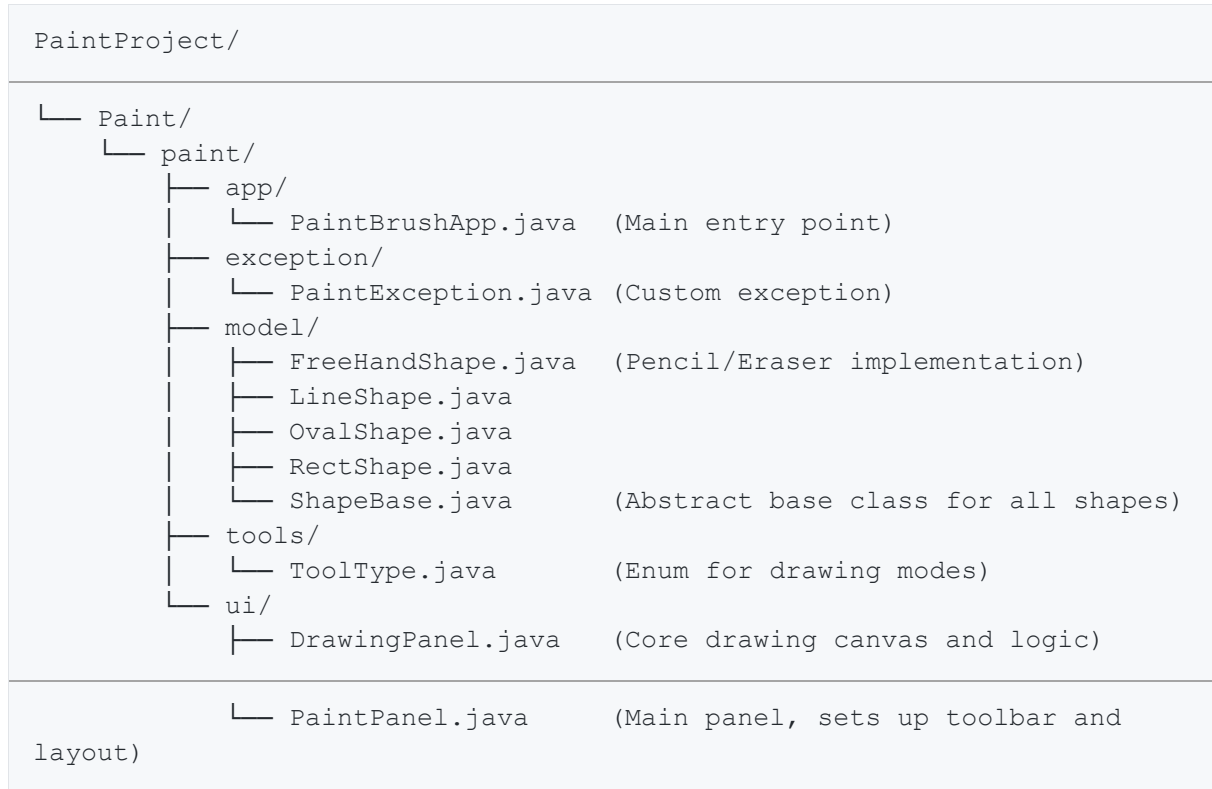 PaintProject/
└── Paint/
    └── paint/
        ├── app/
        │   └── PaintBrushApp.java  (Main entry point)
        ├── exception/
        │   └── PaintException.java (Custom exception)
        ├── model/
        │   ├── FreeHandShape.java  (Pencil/Eraser implementation)
        │   ├── LineShape.java
        │   ├── OvalShape.java
        │   ├── RectShape.java
        │   └── ShapeBase.java      (Abstract base class for all shapes)
        ├── tools/
        │   └── ToolType.java       (Enum for drawing modes)
        └── ui/
            ├── DrawingPanel.java   (Core drawing canvas and logic)
            └── PaintPanel.java     (Main panel, sets up toolbar and
layout)